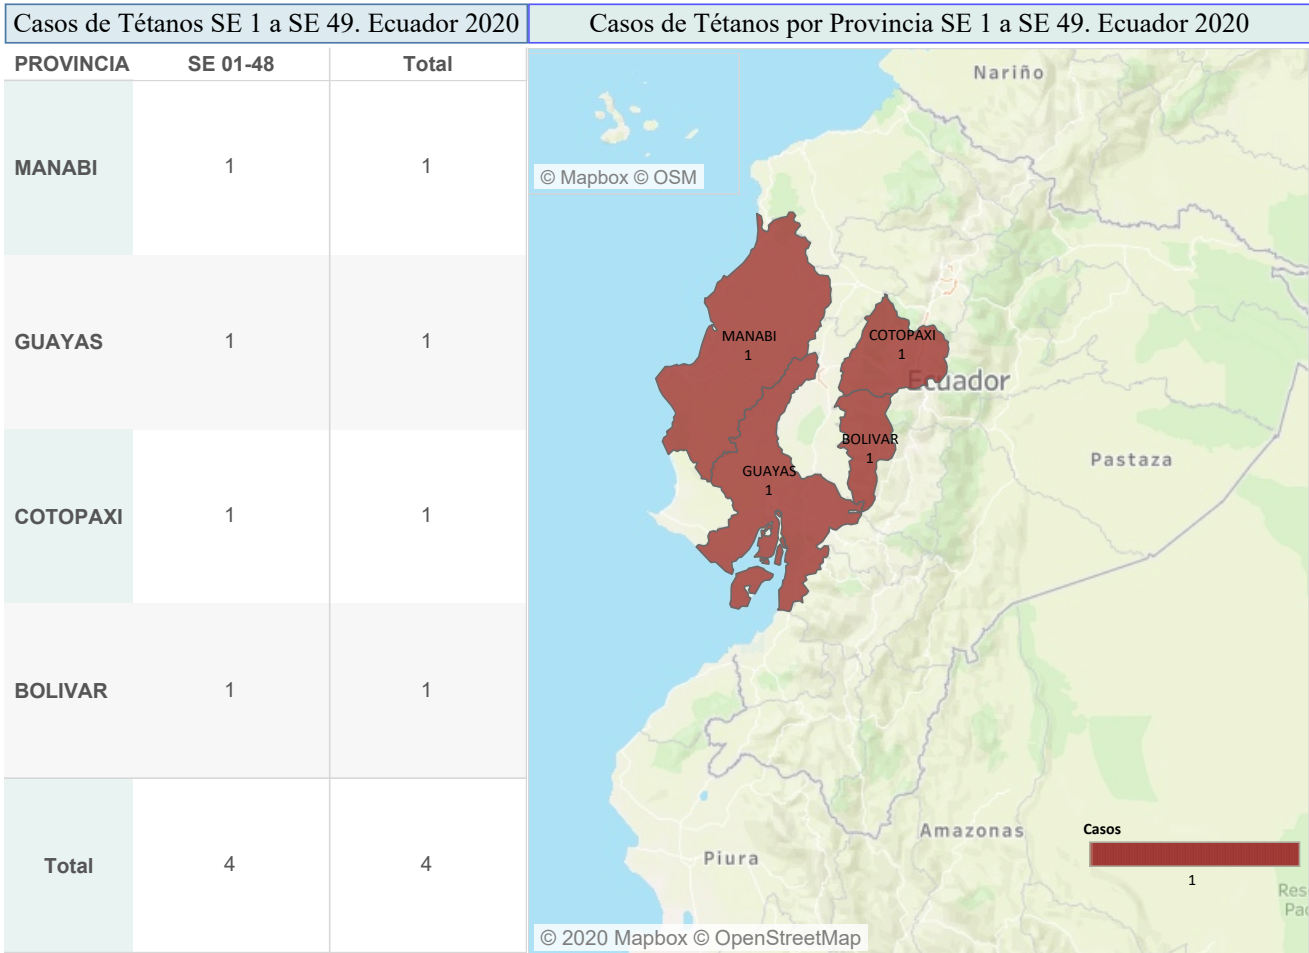 Casos de Tétanos SE 1 a SE 49. Ecuador 2020
PROVINCIA SE 01-48 Total
MANABI 1 1
GUAYAS 1 1
COTOPAXI 1 1
BOLIVAR 1 1
Total 4 4
Casos de Tétanos por Provincia SE 1 a SE 49. Ecuador 2020
Nariño
© Mapbox © OSM
MANABI
1
COTOPAXI
1
Ecuador
BOLIVAR
1
GUAYAS
1
Pastaza
Amazonas
Piura
Casos
1
Res
Pac
© 2020 Mapbox © OpenStreetMap